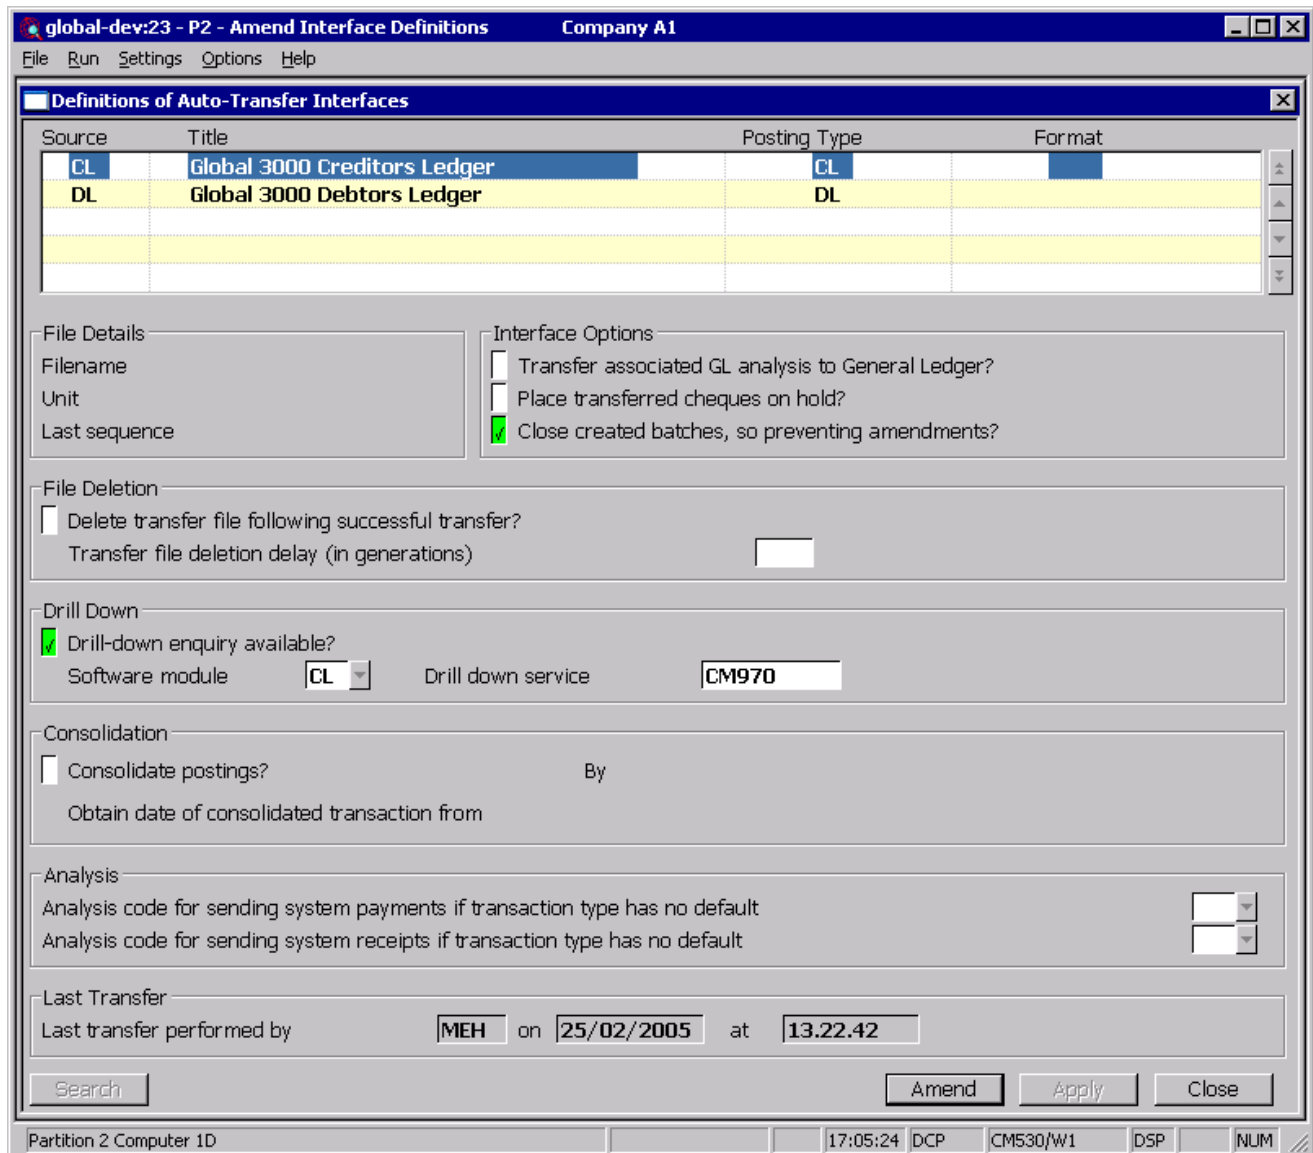 global-dev:23 - P2 - Amend Interface Definitions Company A1
File Run Settings Options Help
Definitions of Auto-Transfer Interfaces
Source Title Posting Type Format
CL Global 3000 Creditors Ledger CL
DL Global 3000 Debtors Ledger DL
File Details
Filename
Unit
Last sequence
Interface Options
Transfer associated GL analysis to General Ledger?
Place transferred cheques on hold?
Close created batches, so preventing amendments?
File Deletion
Delete transfer file following successful transfer?
Transfer file deletion delay (in generations)
Drill Down
Drill-down enquiry available?
Software module CL Drill down service CM970
Consolidation
Consolidate postings? By
Obtain date of consolidated transaction from
Analysis
Analysis code for sending system payments if transaction type has no default
Analysis code for sending system receipts if transaction type has no default
Last Transfer
Last transfer performed by MEH on 25/02/2005 at 13.22.42
Search Amend Apply Close
Partition 2 Computer 1D 17:05:24 DCP CM530/W1 DSP NUM